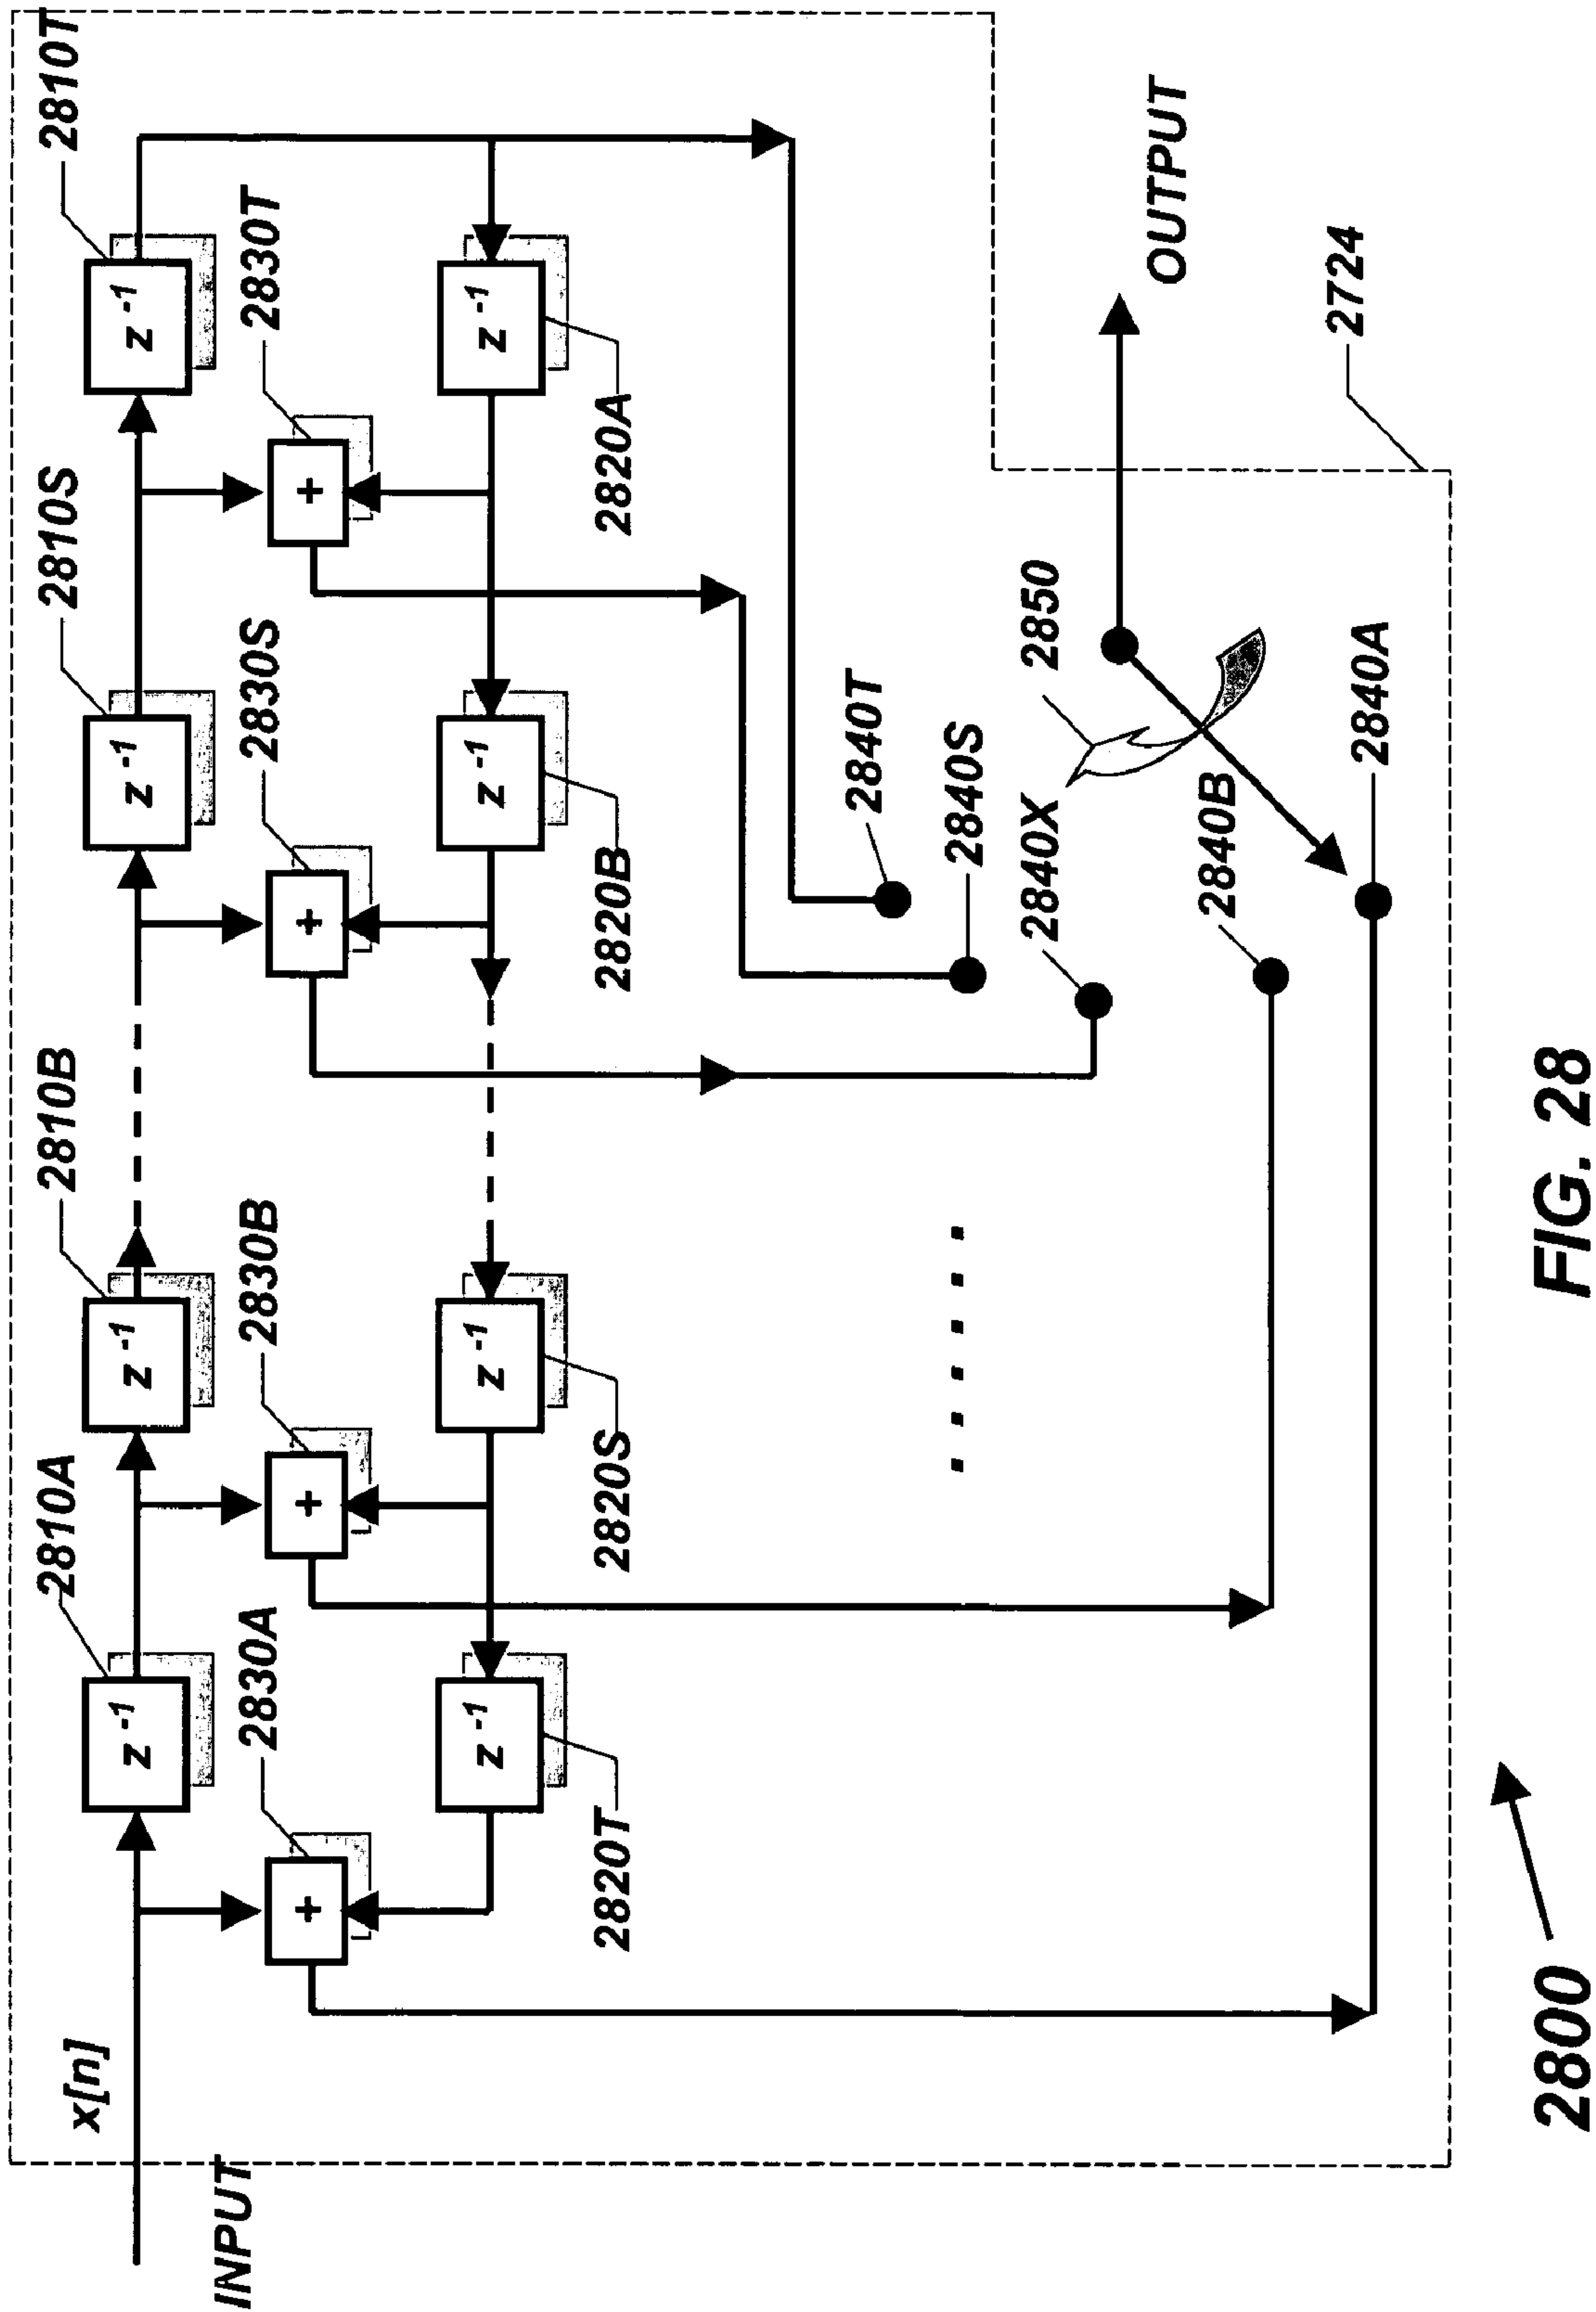 x[n]
INPUT
2810A
2810B
2810S
2810T
z -1
z -1
z -1
z -1
2830A
2830B
2830S
2830T
+
+
+
+
z -1
z -1
z -1
z -1
2820T
2820S
2820B
2820A
2840T
2840S
2840X
2850
2840B
2840A
OUTPUT
2724
2800
FIG. 28